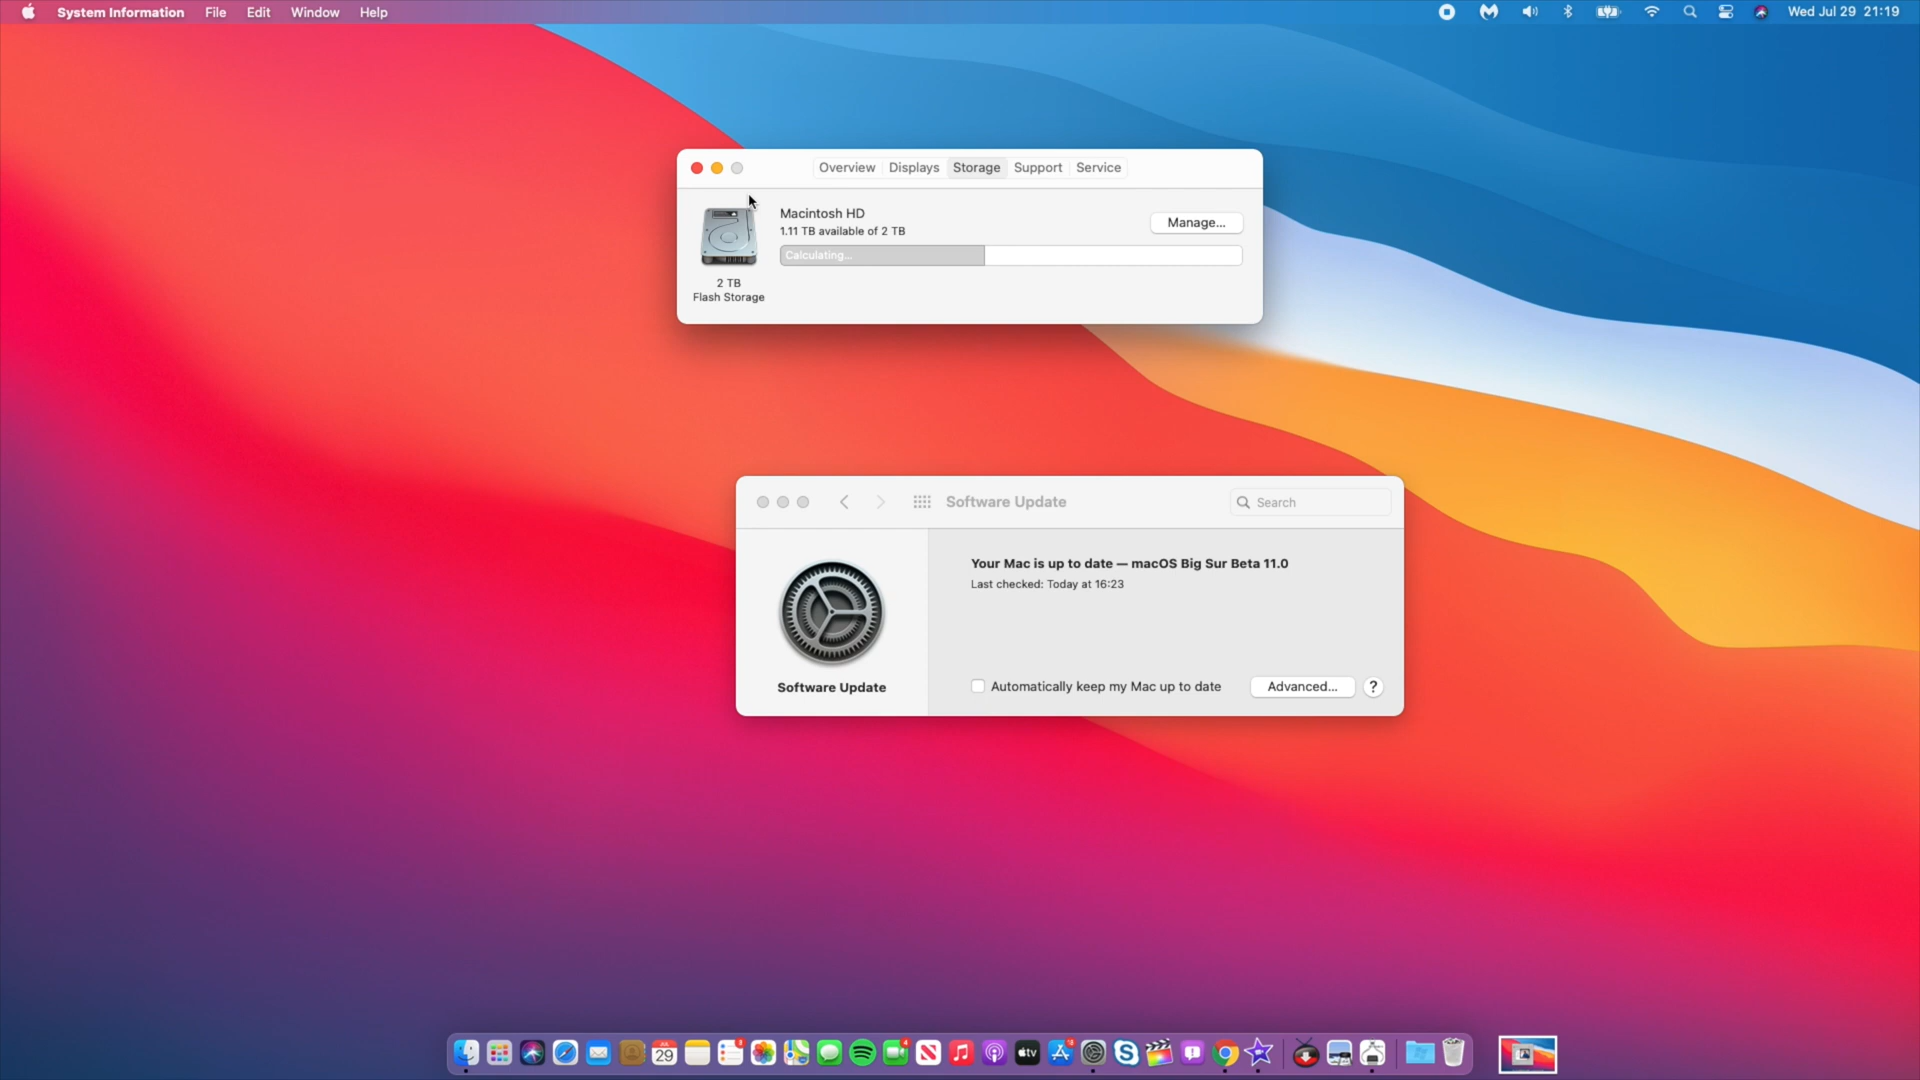 System Information File Edit Window Help
Wed Jul 29 21:19
Overview Displays Storage Support Service
Macintosh HD
1.11 TB available of 2 TB
Manage...
Calculating...
2 TB
Flash Storage
Software Update
Search
Your Mac is up to date — macOS Big Sur Beta 11.0
Last checked: Today at 16:23
Software Update
Automatically keep my Mac up to date
Advanced...
?
JUL
29
tv